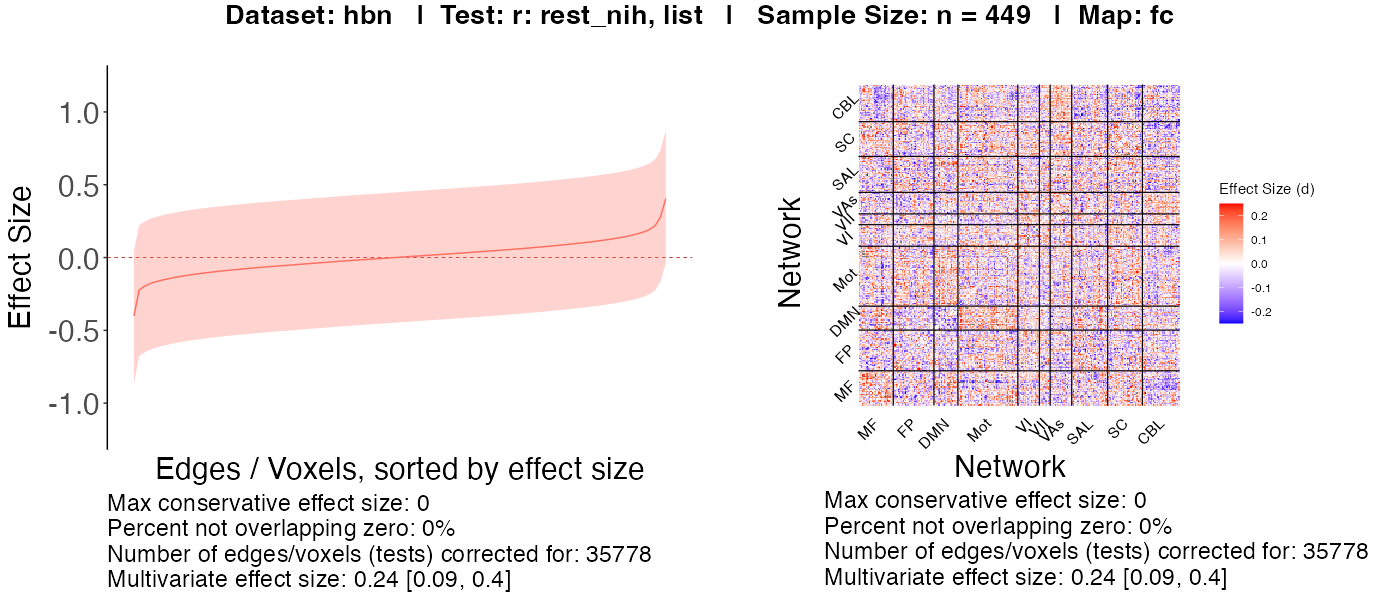 Dataset: hbn | Test: r: rest_nih, list | Sample Size: n = 449 | Map: fc
Effect Size
1.0
0.5
0.0
-0.5
-1.0
Edges / Voxels, sorted by effect size
Max conservative effect size: 0
Percent not overlapping zero: 0%
Number of edges/voxels (tests) corrected for: 35778
Multivariate effect size: 0.24 [0.09, 0.4]
Network
CBL
SC
SAL
VAs
VII
VI
Mot
DMN
FP
MF
MF
FP
DMN
Mot
VI
VII
VAs
SAL
SC
CBL
Network
Effect Size (d)
0.2
0.1
0.0
-0.1
-0.2
Max conservative effect size: 0
Percent not overlapping zero: 0%
Number of edges/voxels (tests) corrected for: 35778
Multivariate effect size: 0.24 [0.09, 0.4]